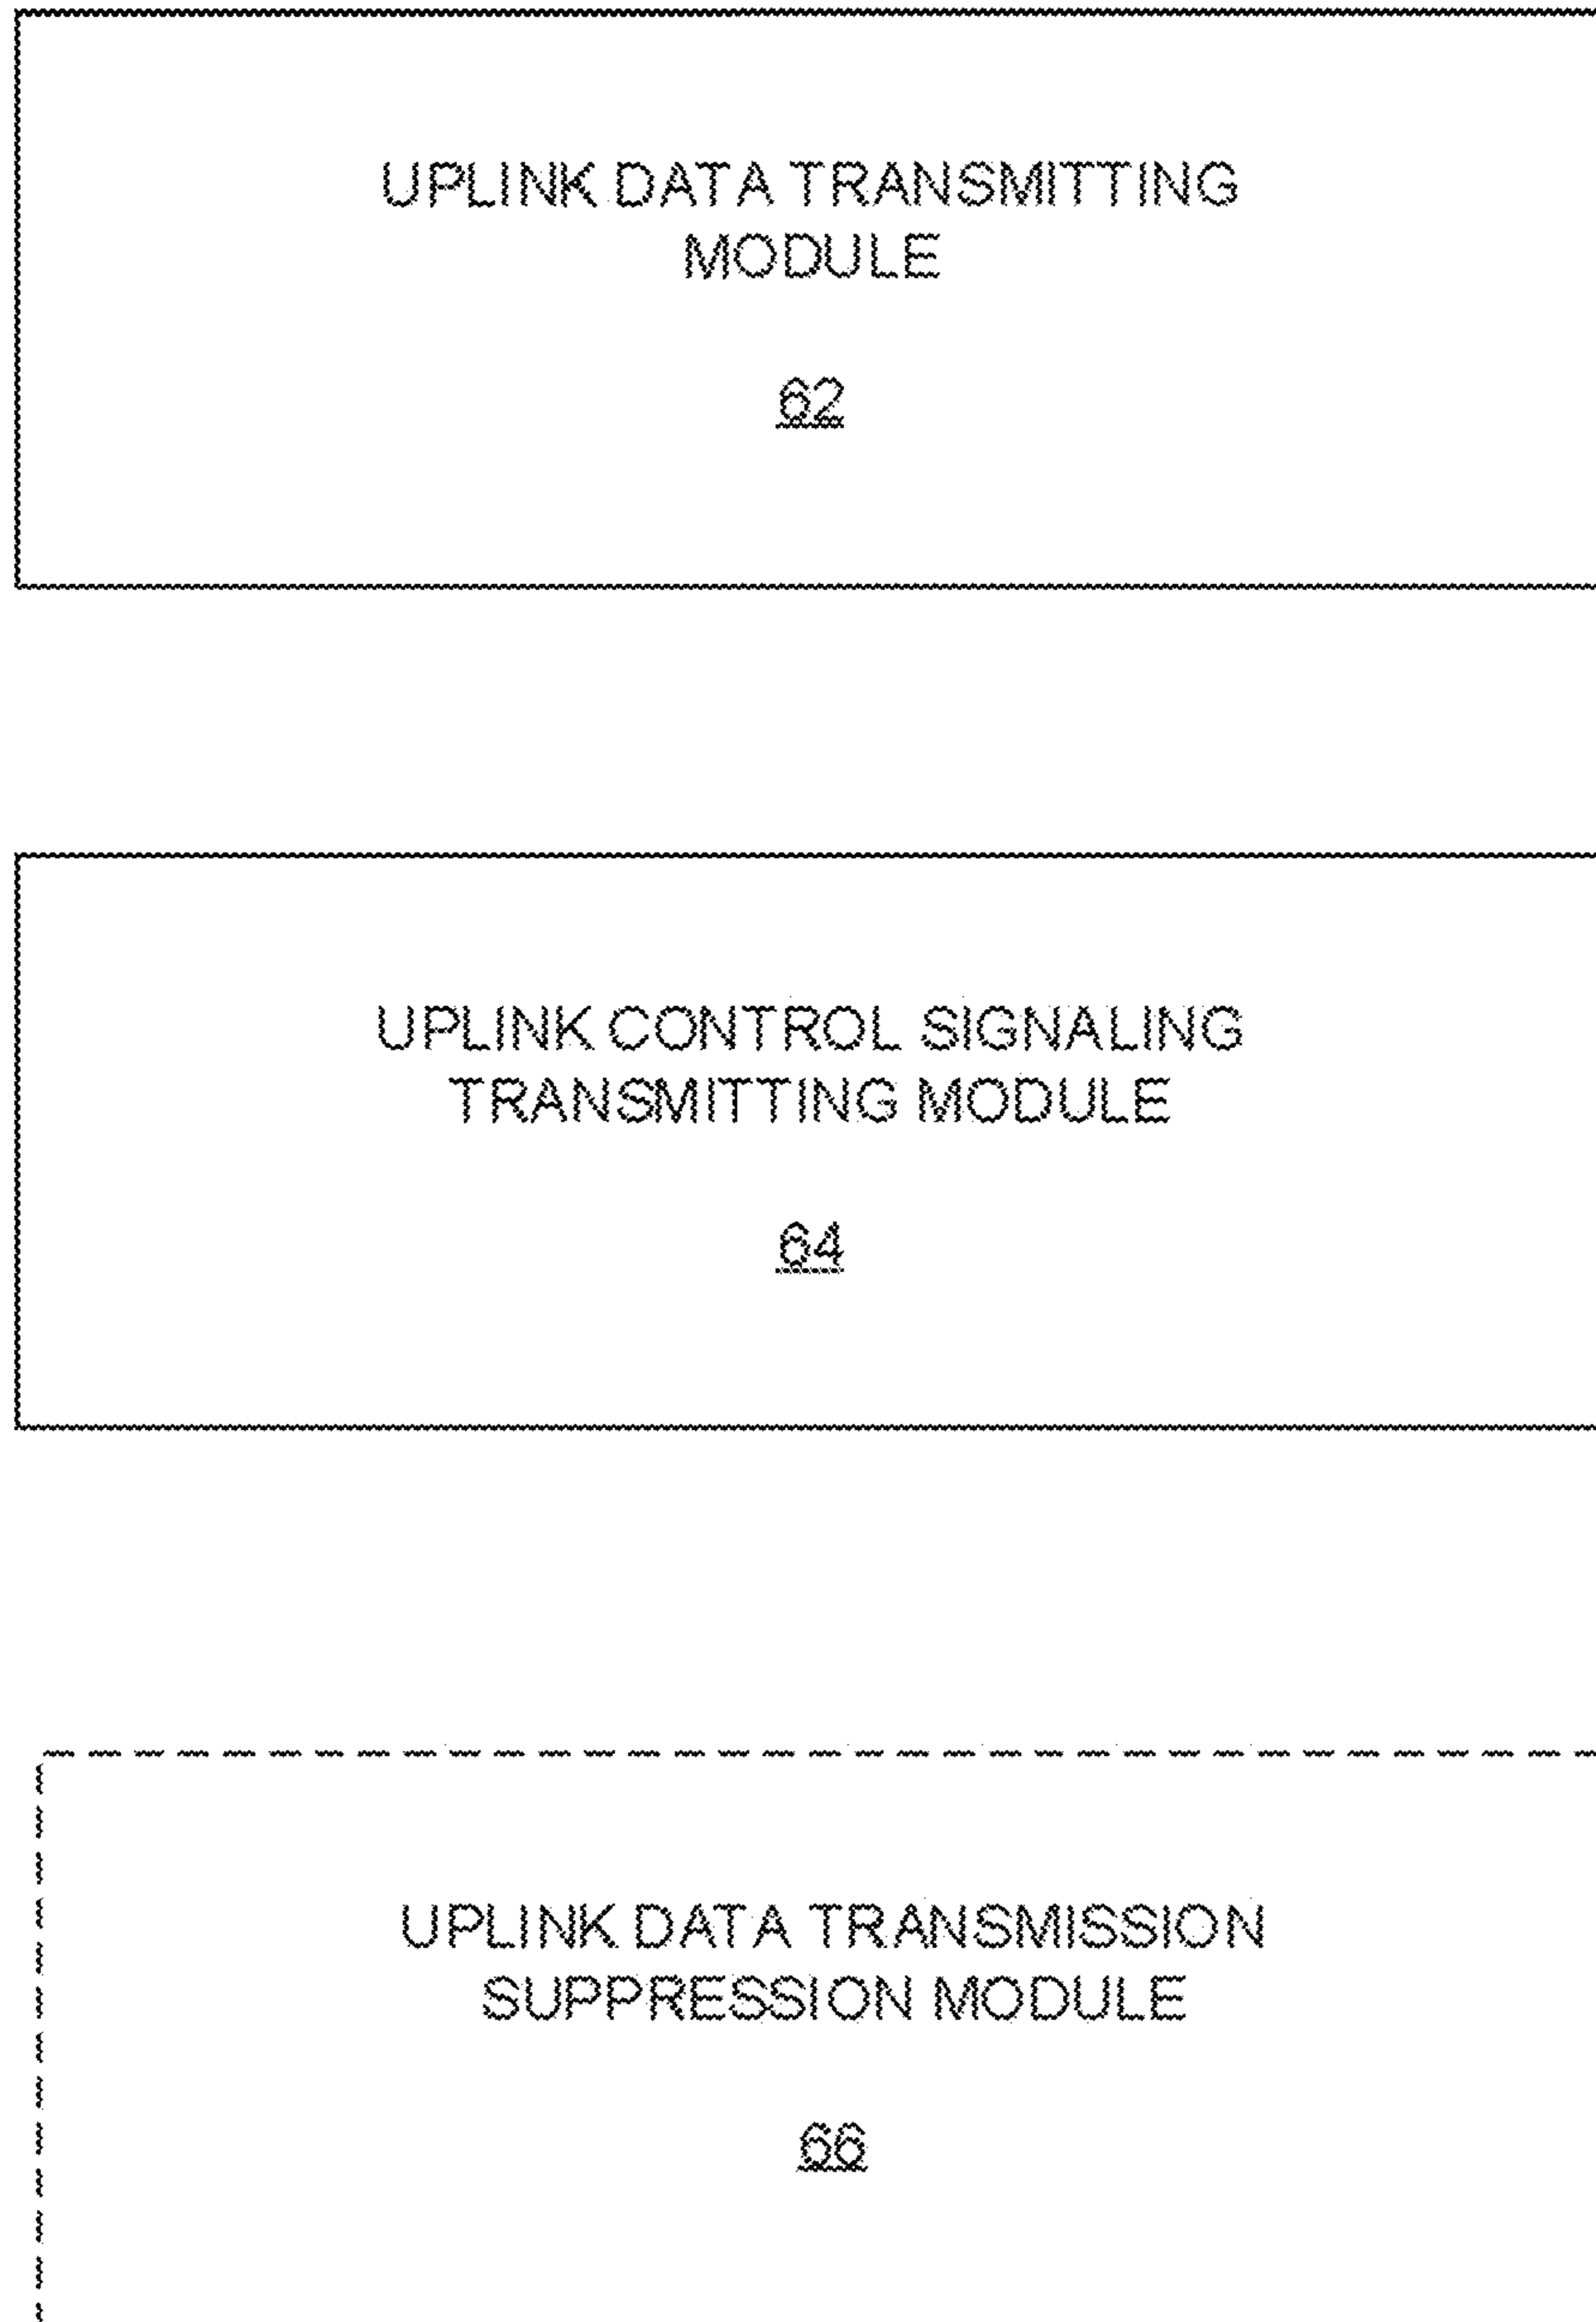 UPLINK DATA TRANSMITTING
MODULE
62
UPLINK CONTROL SIGNALING
TRANSMITTING MODULE
64
UPLINK DATA TRANSMISSION
SUPPRESSION MODULE
66